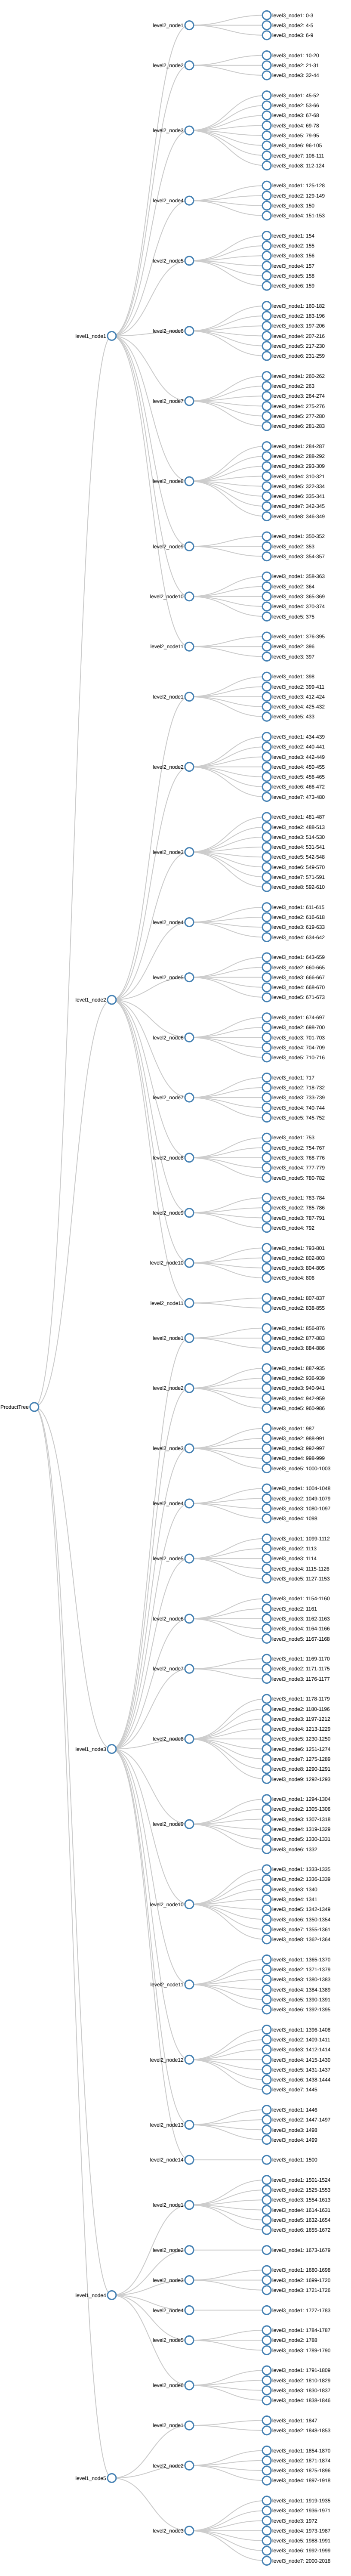 level2_node1
level3_node1: 0-3
level3_node2: 4-5
level3_node3: 6-9
level2_node2
level3_node1: 10-20
level3_node2: 21-31
level3_node3: 32-44
level2_node3
level3_node1: 45-52
level3_node2: 53-66
level3_node3: 67-68
level3_node4: 69-78
level3_node5: 79-95
level3_node6: 96-105
level3_node7: 106-111
level3_node8: 112-124
level2_node4
level3_node1: 125-128
level3_node2: 129-149
level3_node3: 150
level3_node4: 151-153
level2_node5
level3_node1: 154
level3_node2: 155
level3_node3: 156
level3_node4: 157
level3_node5: 158
level3_node6: 159
level1_node1
level2_node6
level3_node1: 160-182
level3_node2: 183-196
level3_node3: 197-206
level3_node4: 207-216
level3_node5: 217-230
level3_node6: 231-259
level2_node7
level3_node1: 260-262
level3_node2: 263
level3_node3: 264-274
level3_node4: 275-276
level3_node5: 277-280
level3_node6: 281-283
level2_node8
level3_node1: 284-287
level3_node2: 288-292
level3_node3: 293-309
level3_node4: 310-321
level3_node5: 322-334
level3_node6: 335-341
level3_node7: 342-345
level3_node8: 346-349
level2_node9
level3_node1: 350-352
level3_node2: 353
level3_node3: 354-357
level2_node10
level3_node1: 358-363
level3_node2: 364
level3_node3: 365-369
level3_node4: 370-374
level3_node5: 375
level2_node11
level3_node1: 376-395
level3_node2: 396
level3_node3: 397
level2_node1
level3_node1: 398
level3_node2: 399-411
level3_node3: 412-424
level3_node4: 425-432
level3_node5: 433
level2_node2
level3_node1: 434-439
level3_node2: 440-441
level3_node3: 442-449
level3_node4: 450-455
level3_node5: 456-465
level3_node6: 466-472
level3_node7: 473-480
level2_node3
level3_node1: 481-487
level3_node2: 488-513
level3_node3: 514-530
level3_node4: 531-541
level3_node5: 542-548
level3_node6: 549-570
level3_node7: 571-591
level3_node8: 592-610
level2_node4
level3_node1: 611-615
level3_node2: 616-618
level3_node3: 619-633
level3_node4: 634-642
level2_node5
level3_node1: 643-659
level3_node2: 660-665
level3_node3: 666-667
level3_node4: 668-670
level3_node5: 671-673
level1_node2
level2_node6
level3_node1: 674-697
level3_node2: 698-700
level3_node3: 701-703
level3_node4: 704-709
level3_node5: 710-716
level2_node7
level3_node1: 717
level3_node2: 718-732
level3_node3: 733-739
level3_node4: 740-744
level3_node5: 745-752
level2_node8
level3_node1: 753
level3_node2: 754-767
level3_node3: 768-776
level3_node4: 777-779
level3_node5: 780-782
level2_node9
level3_node1: 783-784
level3_node2: 785-786
level3_node3: 787-791
level3_node4: 792
level2_node10
level3_node1: 793-801
level3_node2: 802-803
level3_node3: 804-805
level3_node4: 806
level2_node11
level3_node1: 807-837
level3_node2: 838-855
level2_node1
level3_node1: 856-876
level3_node2: 877-883
level3_node3: 884-886
ProductTree
level2_node2
level3_node1: 887-935
level3_node2: 936-939
level3_node3: 940-941
level3_node4: 942-959
level3_node5: 960-986
level2_node3
level3_node1: 987
level3_node2: 988-991
level3_node3: 992-997
level3_node4: 998-999
level3_node5: 1000-1003
level2_node4
level3_node1: 1004-1048
level3_node2: 1049-1079
level3_node3: 1080-1097
level3_node4: 1098
level2_node5
level3_node1: 1099-1112
level3_node2: 1113
level3_node3: 1114
level3_node4: 1115-1126
level3_node5: 1127-1153
level2_node6
level3_node1: 1154-1160
level3_node2: 1161
level3_node3: 1162-1163
level3_node4: 1164-1166
level3_node5: 1167-1168
level2_node7
level3_node1: 1169-1170
level3_node2: 1171-1175
level3_node3: 1176-1177
level1_node3
level2_node8
level3_node1: 1178-1179
level3_node2: 1180-1196
level3_node3: 1197-1212
level3_node4: 1213-1229
level3_node5: 1230-1250
level3_node6: 1251-1274
level3_node7: 1275-1289
level3_node8: 1290-1291
level3_node9: 1292-1293
level2_node9
level3_node1: 1294-1304
level3_node2: 1305-1306
level3_node3: 1307-1318
level3_node4: 1319-1329
level3_node5: 1330-1331
level3_node6: 1332
level2_node10
level3_node1: 1333-1335
level3_node2: 1336-1339
level3_node3: 1340
level3_node4: 1341
level3_node5: 1342-1349
level3_node6: 1350-1354
level3_node7: 1355-1361
level3_node8: 1362-1364
level2_node11
level3_node1: 1365-1370
level3_node2: 1371-1379
level3_node3: 1380-1383
level3_node4: 1384-1389
level3_node5: 1390-1391
level3_node6: 1392-1395
level2_node12
level3_node1: 1396-1408
level3_node2: 1409-1411
level3_node3: 1412-1414
level3_node4: 1415-1430
level3_node5: 1431-1437
level3_node6: 1438-1444
level3_node7: 1445
level2_node13
level3_node1: 1446
level3_node2: 1447-1497
level3_node3: 1498
level3_node4: 1499
level2_node14
level3_node1: 1500
level2_node1
level3_node1: 1501-1524
level3_node2: 1525-1553
level3_node3: 1554-1613
level3_node4: 1614-1631
level3_node5: 1632-1654
level3_node6: 1655-1672
level2_node2
level3_node1: 1673-1679
level1_node4
level2_node3
level3_node1: 1680-1698
level3_node2: 1699-1720
level3_node3: 1721-1726
level2_node4
level3_node1: 1727-1783
level2_node5
level3_node1: 1784-1787
level3_node2: 1788
level3_node3: 1789-1790
level2_node6
level3_node1: 1791-1809
level3_node2: 1810-1829
level3_node3: 1830-1837
level3_node4: 1838-1846
level2_node1
level3_node1: 1847
level3_node2: 1848-1853
level1_node5
level2_node2
level3_node1: 1854-1870
level3_node2: 1871-1874
level3_node3: 1875-1896
level3_node4: 1897-1918
level2_node3
level3_node1: 1919-1935
level3_node2: 1936-1971
level3_node3: 1972
level3_node4: 1973-1987
level3_node5: 1988-1991
level3_node6: 1992-1999
level3_node7: 2000-2018